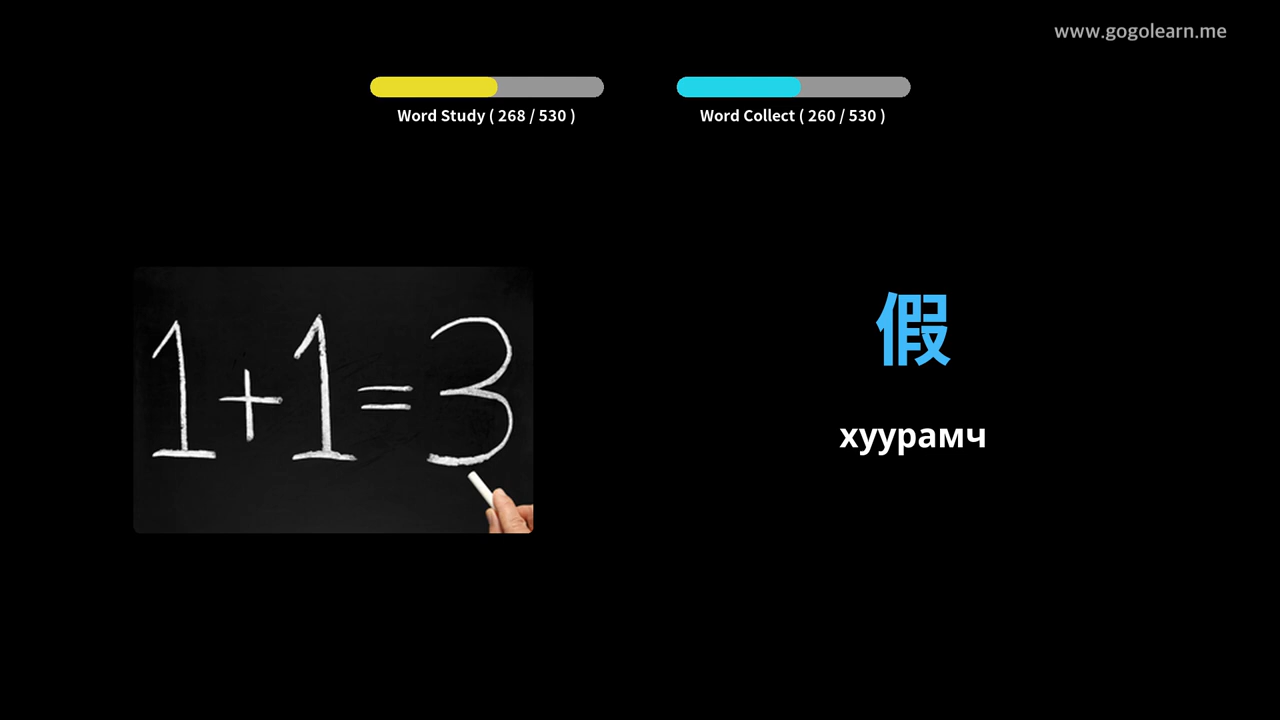 www.gogolearn.me
Word Study ( 268 / 530 )
Word Collect ( 260 / 530 )
1+1=3
假
хуурамч